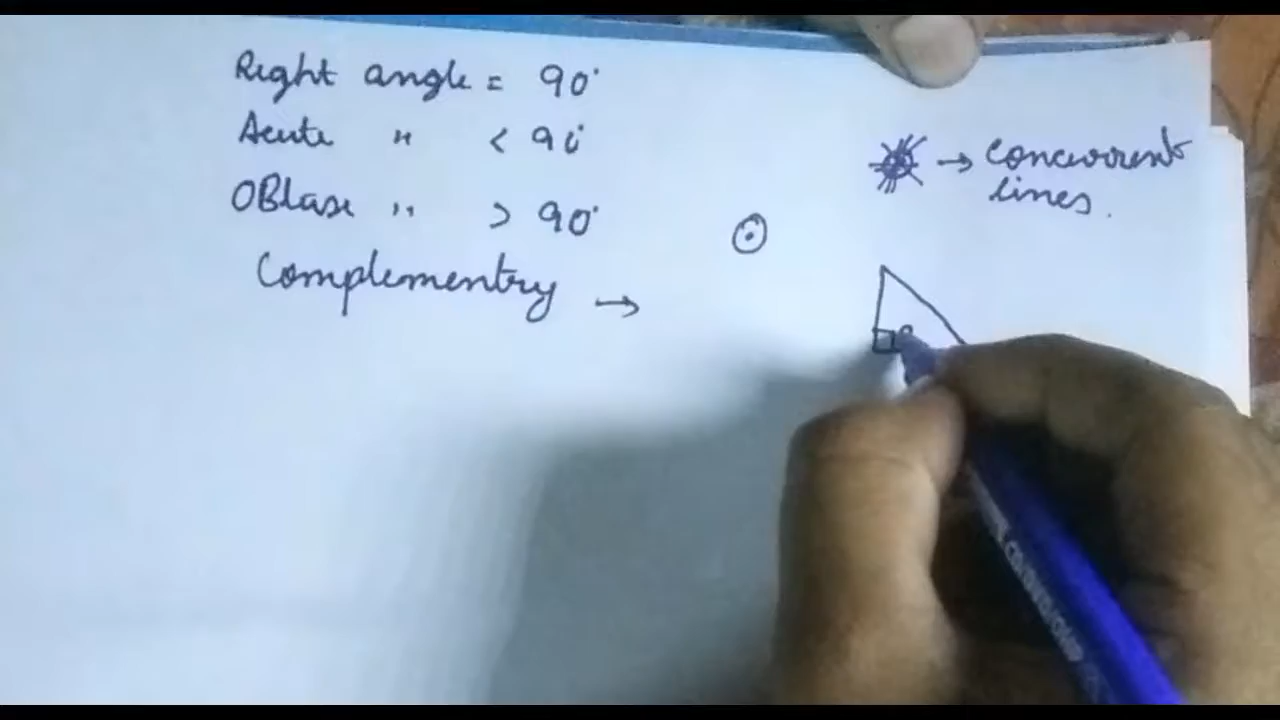 Right angle = 90°
Acute " < 90°
OBlase " > 90°
Complementry →
→ concurrent
lines.